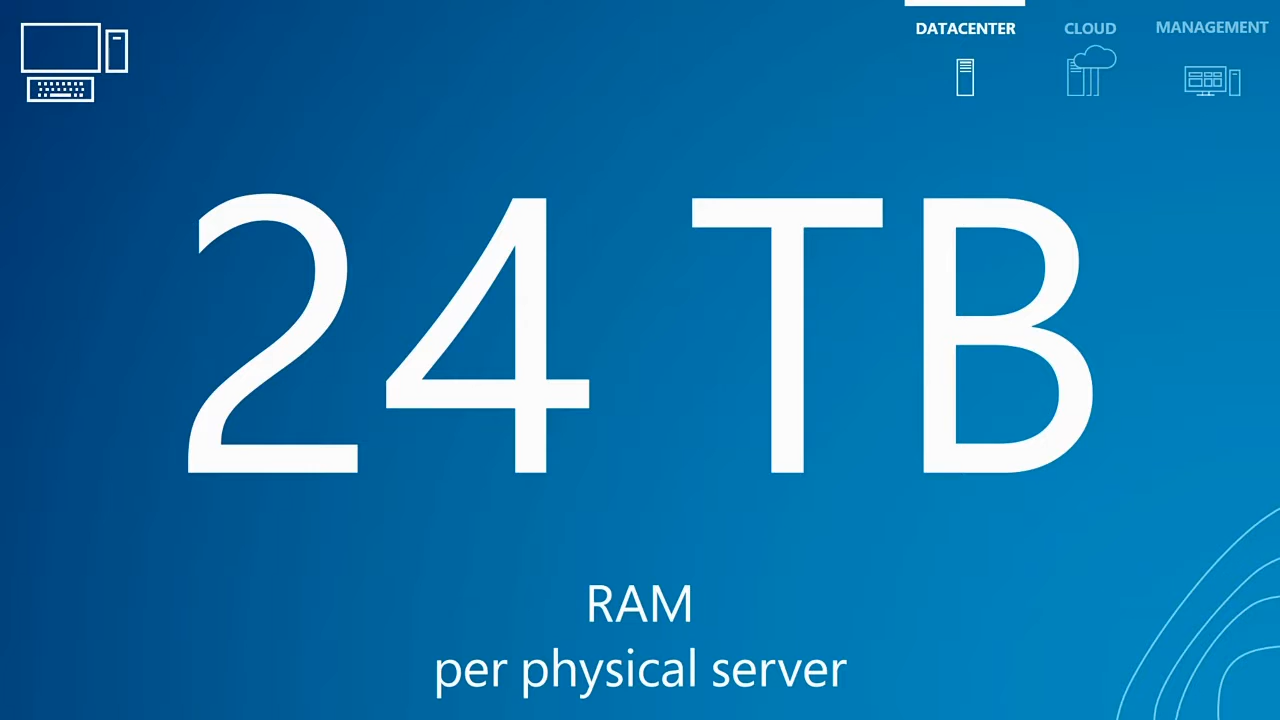 DATACENTER
CLOUD
MANAGEMENT
24 TB
RAM
per physical server